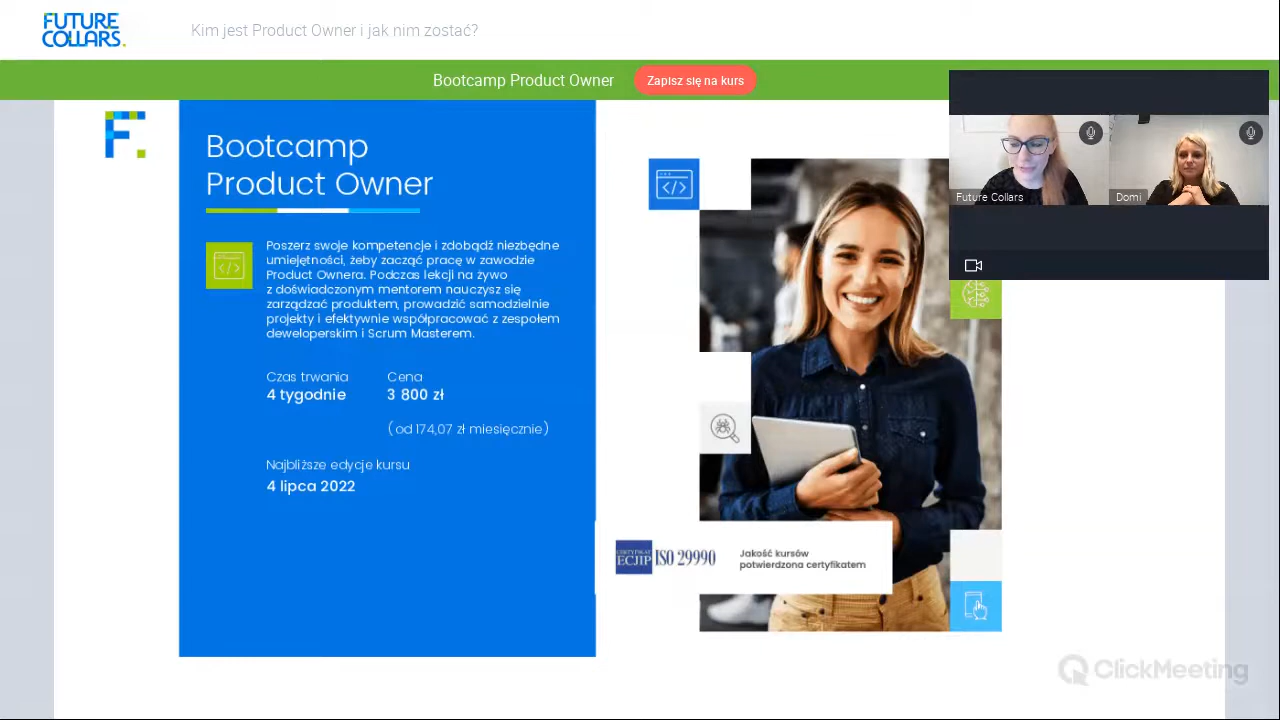 FUTURE
COLLARS.
Kim jest Product Owner i jak nim zostać?
Bootcamp Product Owner
Zapisz się na kurs
F.
Future Collars
Domi
Bootcamp
Product Owner
Poszerz swoje kompetencje i zdobądź niezbędne
umiejętności, żeby zacząć pracę w zawodzie
Product Ownera. Podczas lekcji na żywo
z doświadczonym mentorem nauczysz się
zarządzać produktem, prowadzić samodzielnie
projekty i efektywnie współpracować z zespołem
deweloperskim i Scrum Masterem.
Czas trwania
4 tygodnie
Cena
3 800 zł
(od 174,07 zł miesięcznie)
Najbliższe edycje kursu
4 lipca 2022
CERTYFIKAT
ECJIP
ISO 29990
Jakość kursów
potwierdzona certyfikatem
ClickMeeting